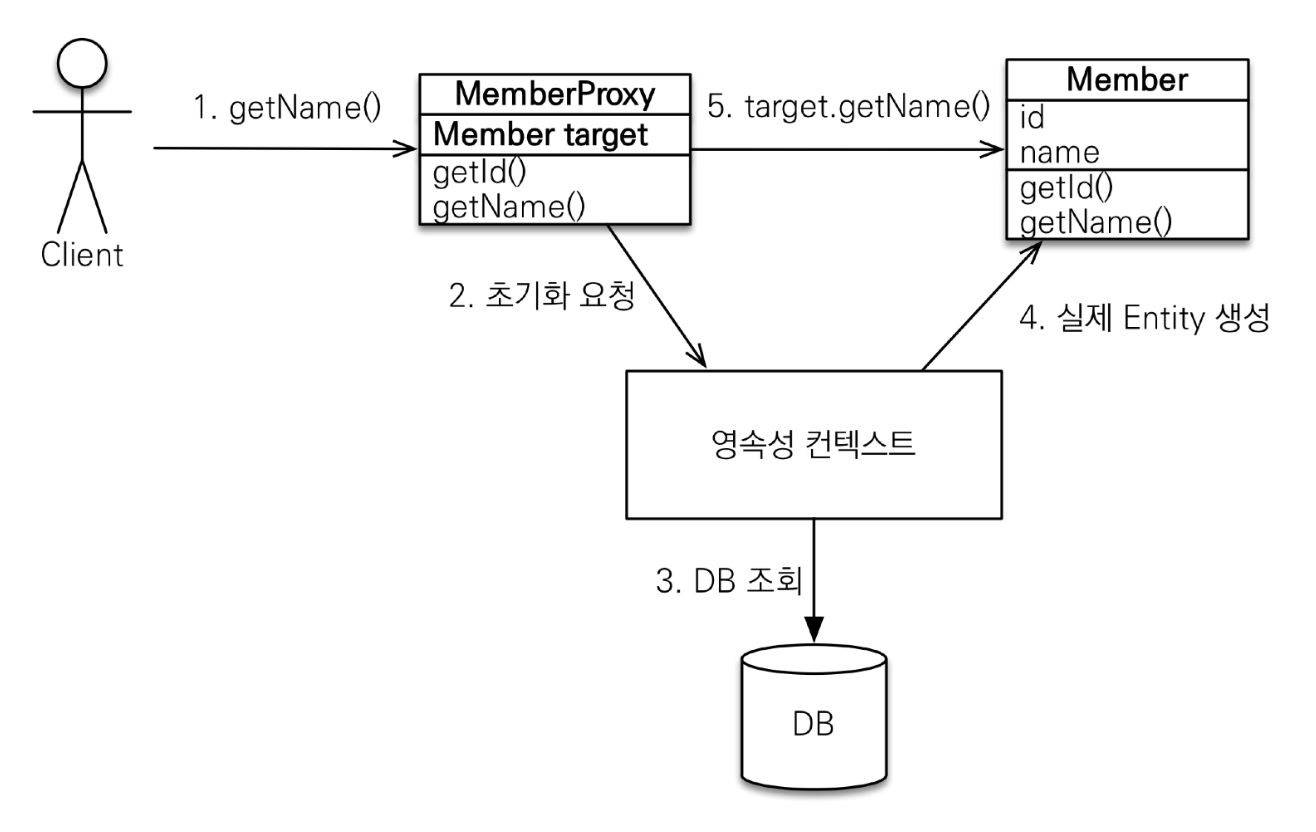 1. getName()
Client
MemberProxy
Member target
getId()
getName()
5. target.getName()
Member
id
name
getId()
getName()
2. 초기화 요청
4. 실제 Entity 생성
영속성 컨텍스트
3. DB 조회
DB